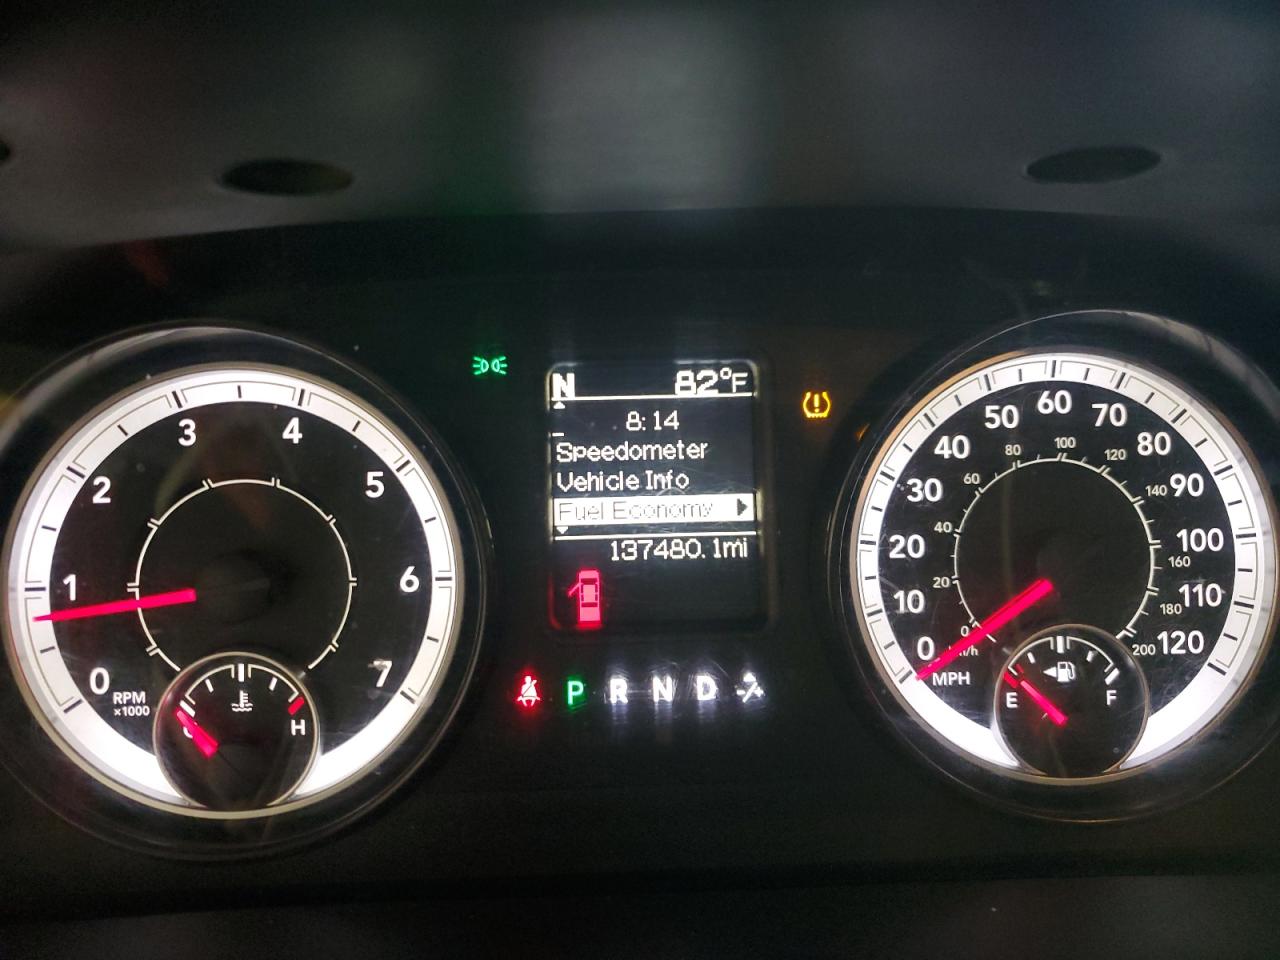 N 82°F
8:14
Speedometer
Vehicle Info
Fuel Economy
137480.1mi
0 1 2 3 4 5 6 7
RPM
×1000
C H
P R N D
0 10 20 30 40 50 60 70 80 90 100 110 120
0 20 40 60 80 100 120 140 160 180 200
km/h
MPH
E F